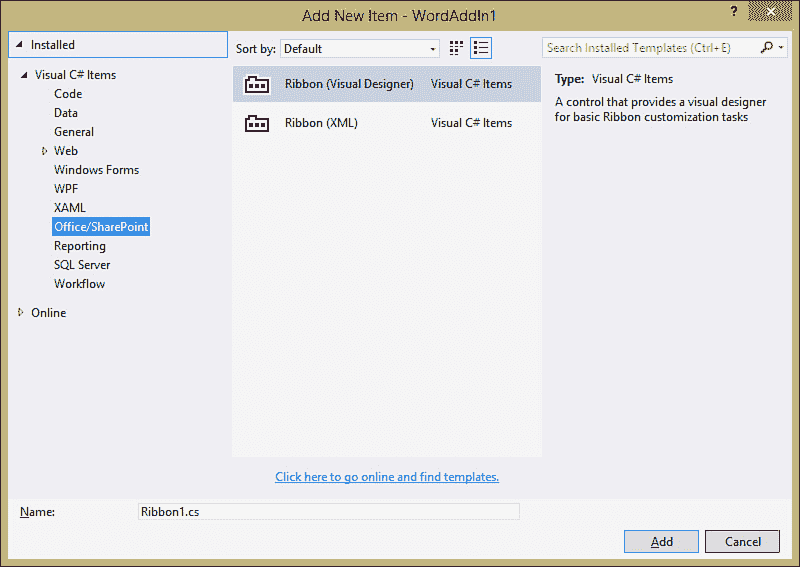 Add New Item - WordAddIn1
?
Installed
Sort by: Default
Search Installed Templates (Ctrl+E)
Visual C# Items
Code
Data
General
Web
Windows Forms
WPF
XAML
Office/SharePoint
Reporting
SQL Server
Workflow
Online
Ribbon (Visual Designer) Visual C# Items
Ribbon (XML) Visual C# Items
Type: Visual C# Items
A control that provides a visual designer
for basic Ribbon customization tasks
Click here to go online and find templates.
Name: Ribbon1.cs
Add Cancel